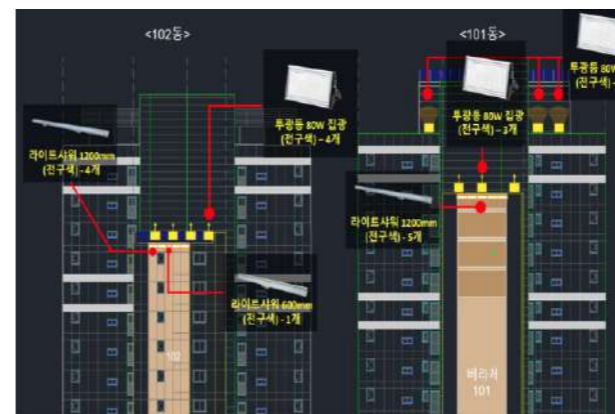 <102동>
<101동>
투광등 80W
투광등 80W 집광
(전구색) - 4개
투광등 80W 집광
(전구색) - 3개
라이트샤워 1200mm
(전구색) - 4개
라이트샤워 1200mm
(전구색) - 5개
라이트샤워 600mm
(전구색) - 1개
102
101